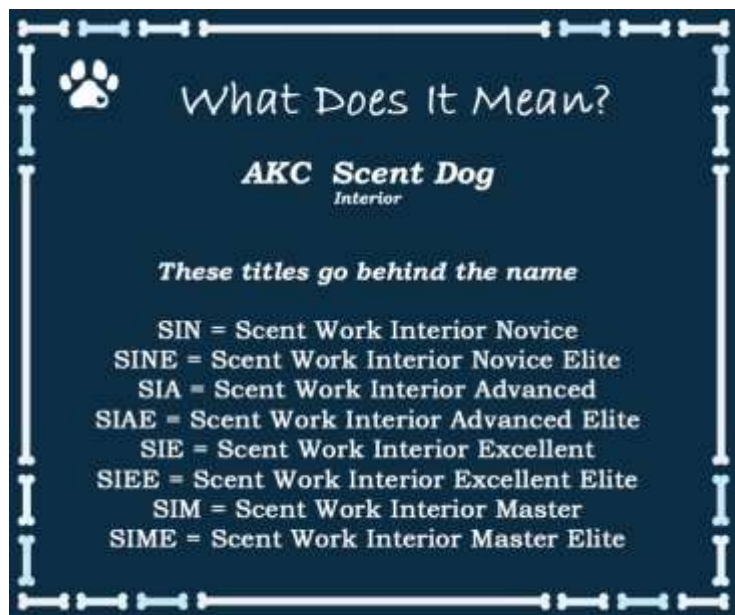 What Does It Mean?
AKC Scent Dog
Interior
These titles go behind the name
SIN = Scent Work Interior Novice
SINE = Scent Work Interior Novice Elite
SIA = Scent Work Interior Advanced
SIAE = Scent Work Interior Advanced Elite
SIE = Scent Work Interior Excellent
SIEE = Scent Work Interior Excellent Elite
SIM = Scent Work Interior Master
SIME = Scent Work Interior Master Elite